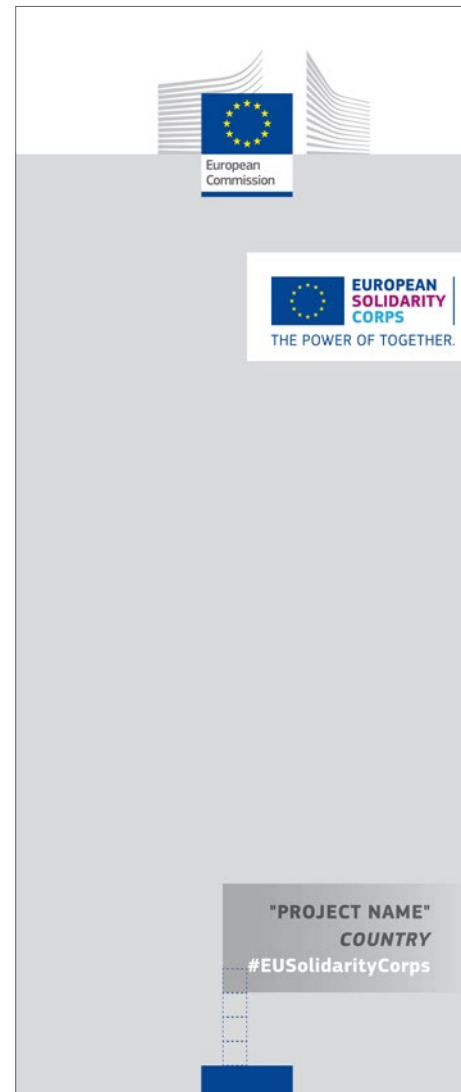 European
Commission
EUROPEAN
SOLIDARITY
CORPS
THE POWER OF TOGETHER.
"PROJECT NAME"
COUNTRY
#EUSolidarityCorps